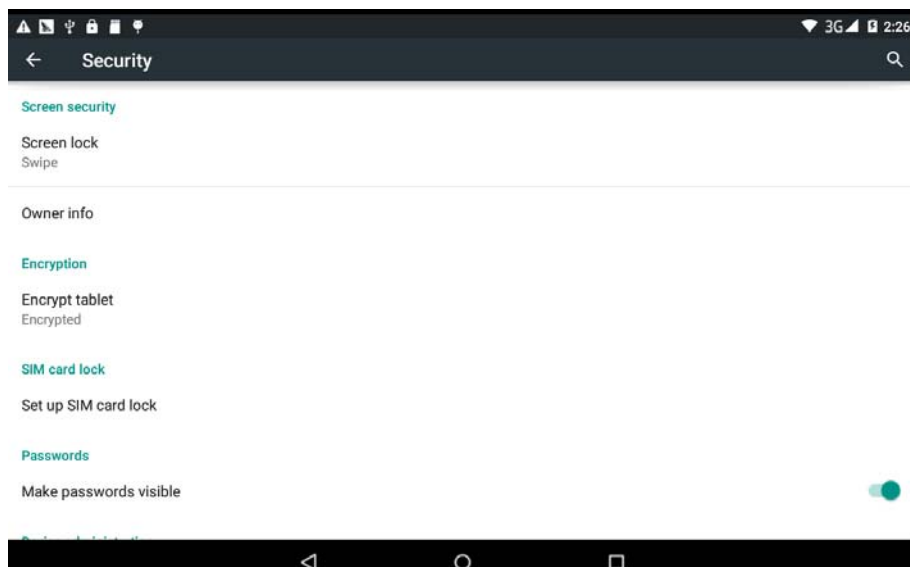 3G 2:26
Security
Screen security
Screen lock
Swipe
Owner info
Encryption
Encrypt tablet
Encrypted
SIM card lock
Set up SIM card lock
Passwords
Make passwords visible